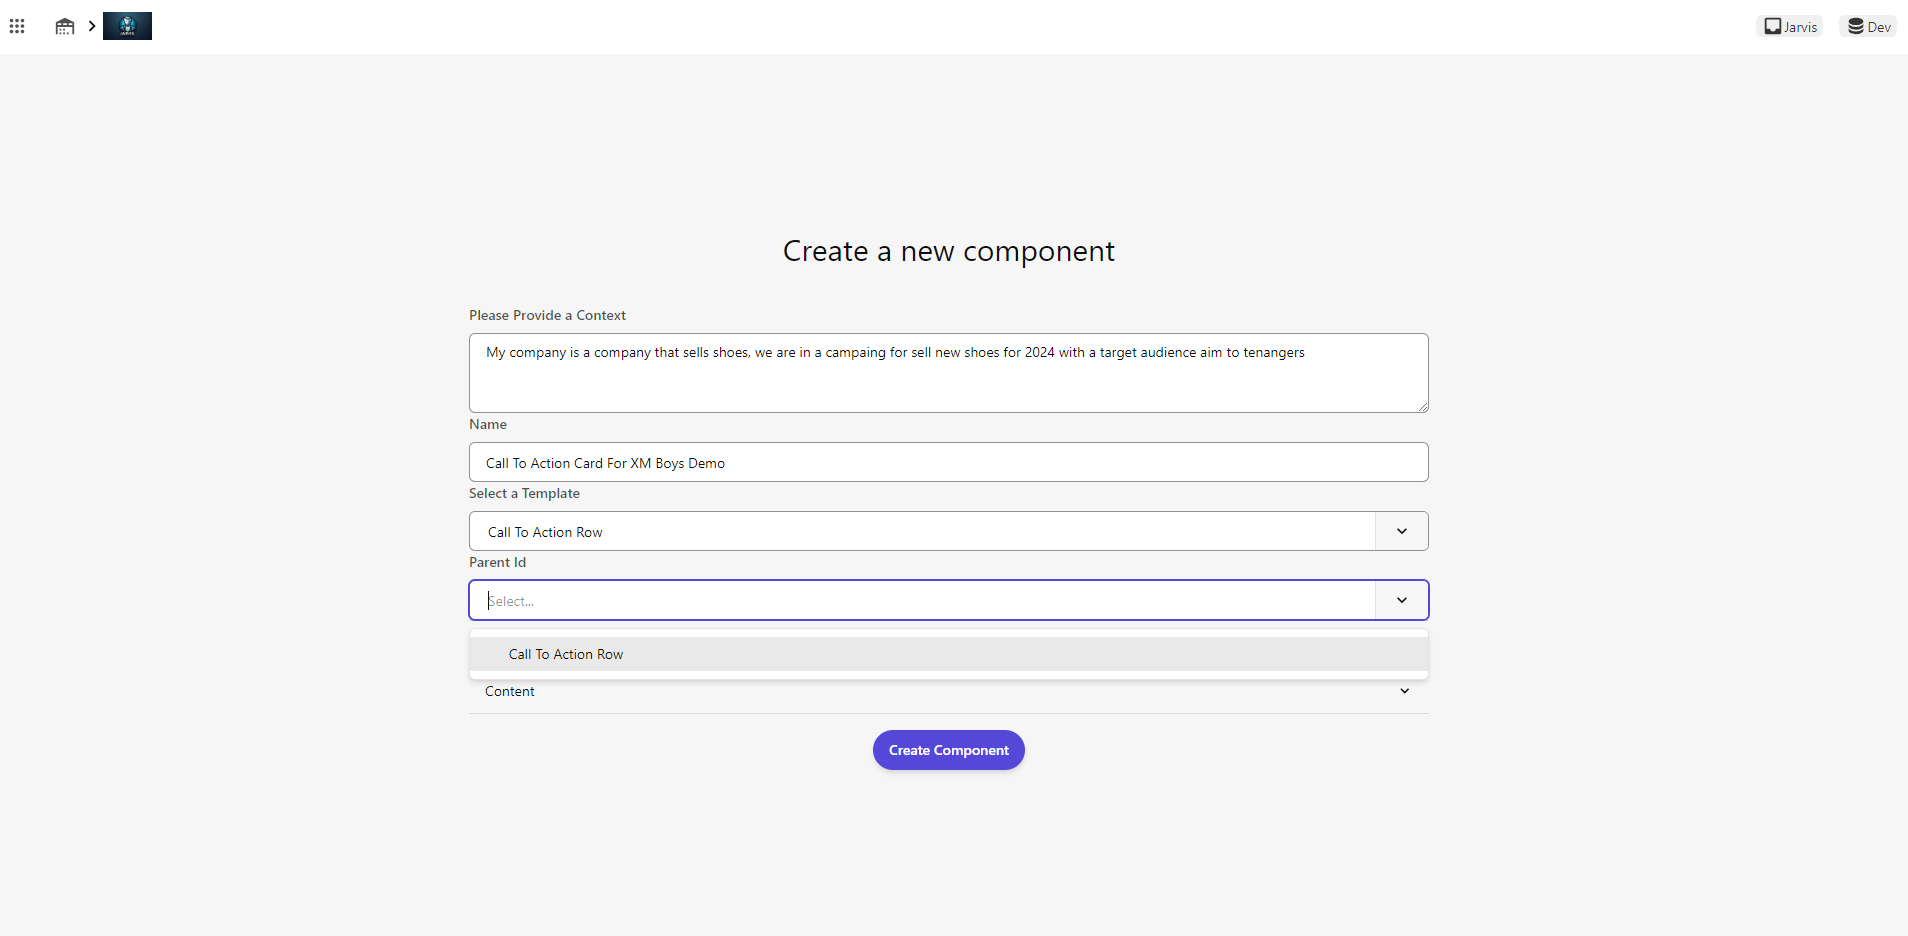 JARVIS
Jarvis
Dev
Create a new component
Please Provide a Context
My company is a company that sells shoes, we are in a campaing for sell new shoes for 2024 with a target audience aim to tenangers
Name
Call To Action Card For XM Boys Demo
Select a Template
Call To Action Row
Parent Id
Select...
Call To Action Row
Content
Create Component